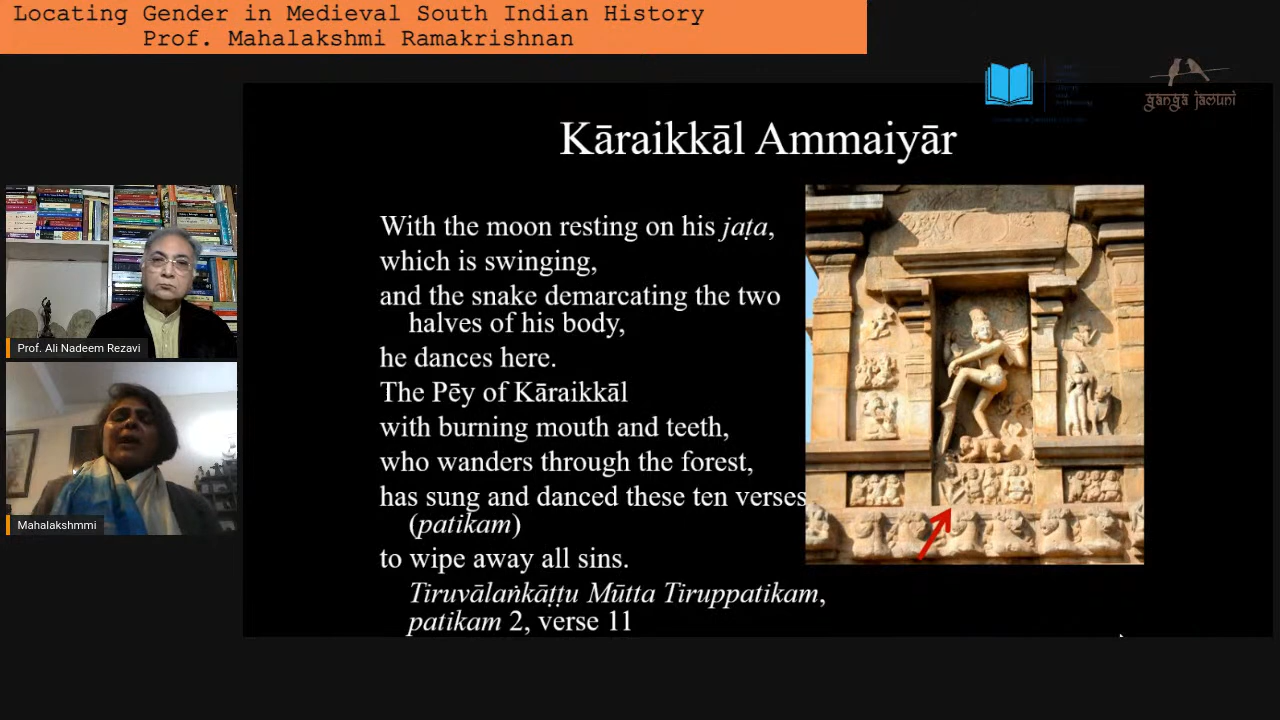 Locating Gender in Medieval South Indian History
Prof. Mahalakshmi Ramakrishnan
ganga jamuni
Kāraikkāl Ammaiyār
With the moon resting on his jaṭa,
which is swinging,
and the snake demarcating the two
halves of his body,
he dances here.
The Pēy of Kāraikkāl
with burning mouth and teeth,
who wanders through the forest,
has sung and danced these ten verses
(patikam)
to wipe away all sins.
Tiruvālaṅkāṭṭu Mūtta Tiruppatikam,
patikam 2, verse 11
Prof. Ali Nadeem Rezavi
Mahalakshmmi